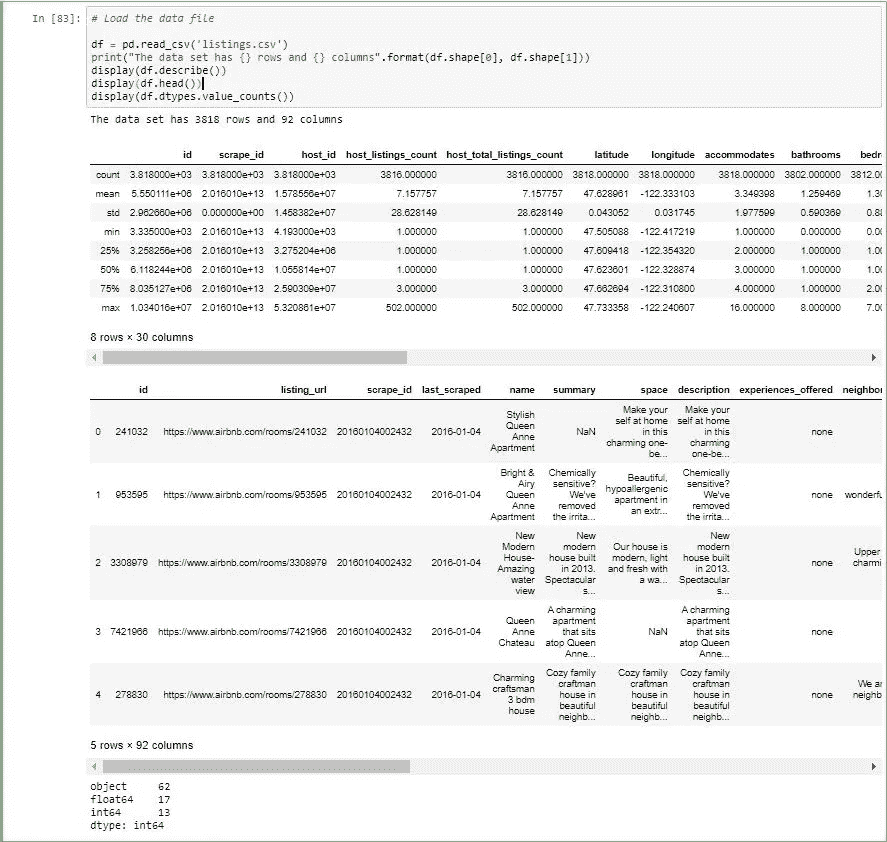 In [83]: # Load the data file
df = pd.read_csv('listings.csv')
print("The data set has {} rows and {} columns".format(df.shape[0], df.shape[1]))
display(df.describe())
display(df.head())
display(df.dtypes.value_counts())
The data set has 3818 rows and 92 columns
id scrape_id host_id host_listings_count host_total_listings_count latitude longitude accommodates bathrooms bedr
count 3.818000e+03 3.818000e+03 3.818000e+03 3816.000000 3816.000000 3818.000000 3818.000000 3818.000000 3802.000000 3812.00
mean 5.550111e+06 2.016010e+13 1.578556e+07 7.157757 7.157757 47.628961 -122.333103 3.349398 1.259469 1.30
std 2.962660e+06 0.000000e+00 1.458382e+07 28.628149 28.628149 0.043052 0.031745 1.977599 0.590369 0.88
min 3.335000e+03 2.016010e+13 4.193000e+03 1.000000 1.000000 47.505088 -122.417219 1.000000 0.000000 0.00
25% 3.258256e+06 2.016010e+13 3.275204e+06 1.000000 1.000000 47.609418 -122.354320 2.000000 1.000000 1.00
50% 6.118244e+06 2.016010e+13 1.055814e+07 1.000000 1.000000 47.623601 -122.328874 3.000000 1.000000 1.00
75% 8.035127e+06 2.016010e+13 2.590309e+07 3.000000 3.000000 47.662694 -122.310800 4.000000 1.000000 2.00
max 1.034016e+07 2.016010e+13 5.320861e+07 502.000000 502.000000 47.733358 -122.240607 16.000000 8.000000 7.00
8 rows × 30 columns
id listing_url scrape_id last_scraped name summary space description experiences_offered neighbor
0 241032 https://www.airbnb.com/rooms/241032 20160104002432 2016-01-04 Stylish Queen Anne Apartment NaN Make your self at home in this charming one-be... Make your self at home in this charming one-be... none
1 953595 https://www.airbnb.com/rooms/953595 20160104002432 2016-01-04 Bright & Airy Queen Anne Apartment Chemically sensitive? We've removed the irrita... Beautiful, hypoallergenic apartment in an extr... Chemically sensitive? We've removed the irrita... none wonderfu
2 3308979 https://www.airbnb.com/rooms/3308979 20160104002432 2016-01-04 New Modern House-Amazing water view New modern house built in 2013. Spectacular s... Our house is modern, light and fresh with a wa... New modern house built in 2013. Spectacular s... none Upper charmi
3 7421966 https://www.airbnb.com/rooms/7421966 20160104002432 2016-01-04 Queen Anne Chateau A charming apartment that sits atop Queen Anne... NaN A charming apartment that sits atop Queen Anne... none
4 278830 https://www.airbnb.com/rooms/278830 20160104002432 2016-01-04 Charming craftsman 3 bdm house Cozy family craftman house in beautiful neighb... Cozy family craftman house in beautiful neighb... Cozy family craftman house in beautiful neighb... none We ar neighb
5 rows × 92 columns
object 62
float64 17
int64 13
dtype: int64